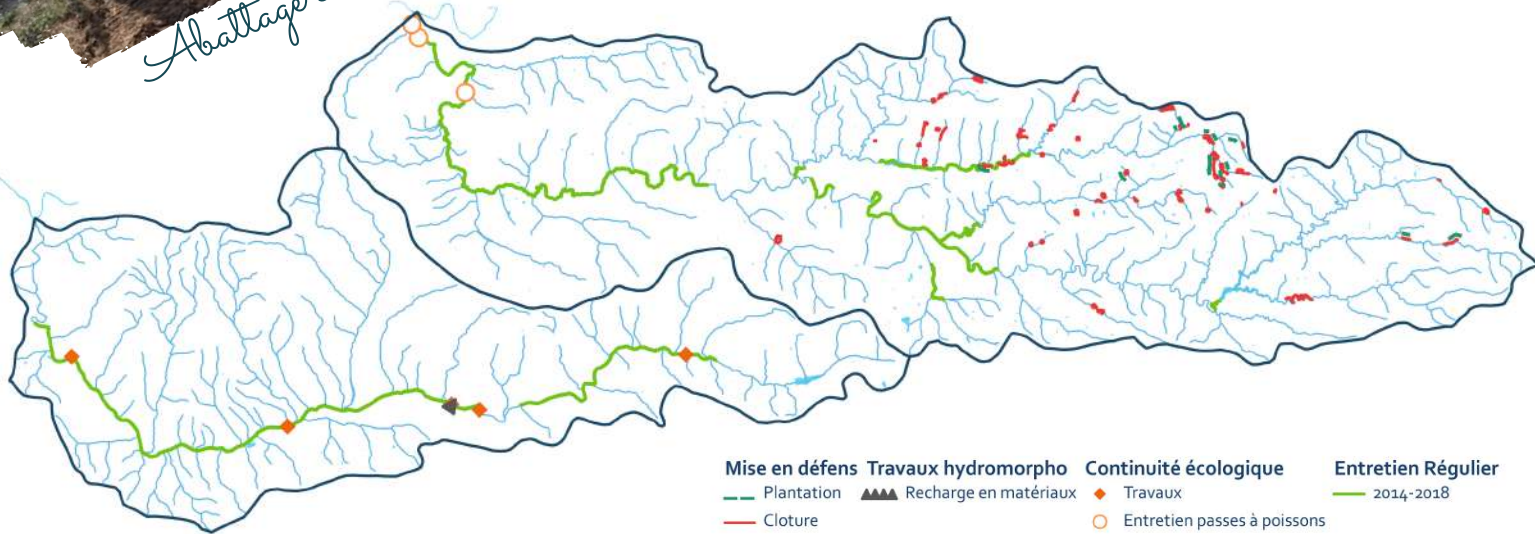 Abattage
Mise en défens Travaux hydromorpho Continuité écologique Entretien Régulier
Plantation Recharge en matériaux Travaux 2014-2018
Cloture Entretien passes à poissons